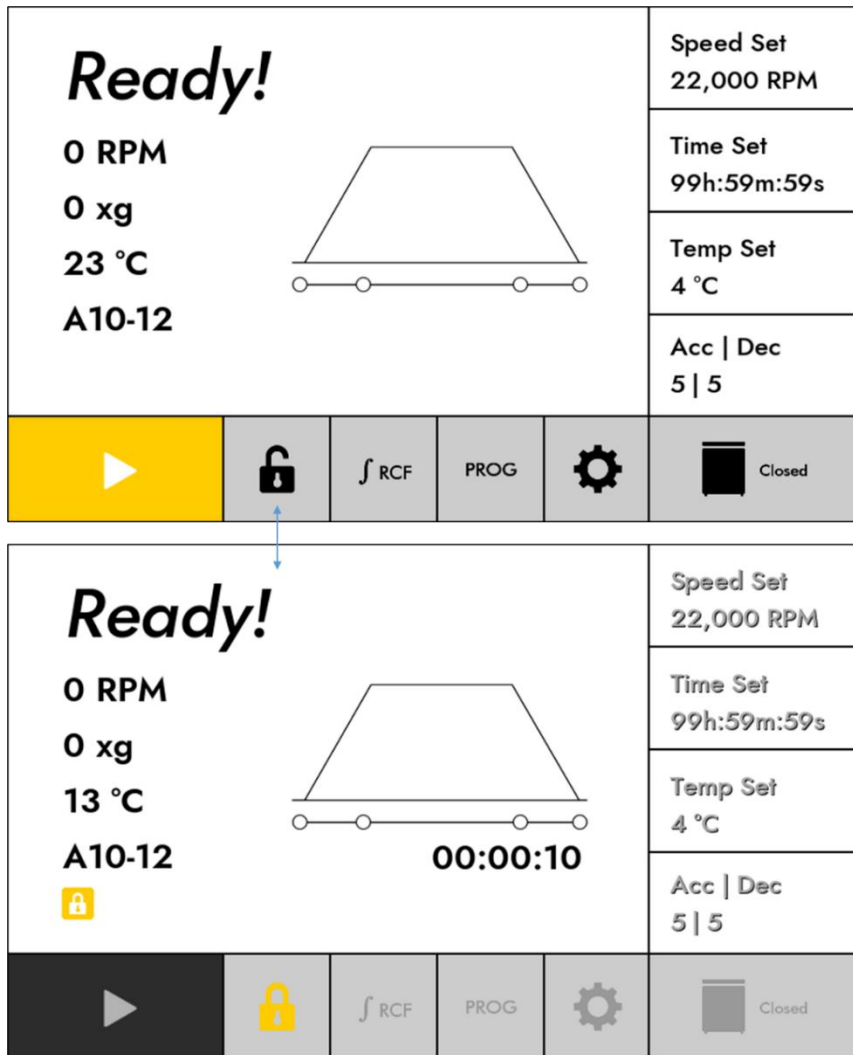 Ready!
0 RPM
0 xg
23 °C
A10-12
Speed Set
22,000 RPM
Time Set
99h:59m:59s
Temp Set
4 °C
Acc | Dec
5 | 5
∫ RCF
PROG
Closed
Ready!
0 RPM
0 xg
13 °C
A10-12
00:00:10
Speed Set
22,000 RPM
Time Set
99h:59m:59s
Temp Set
4 °C
Acc | Dec
5 | 5
∫ RCF
PROG
Closed